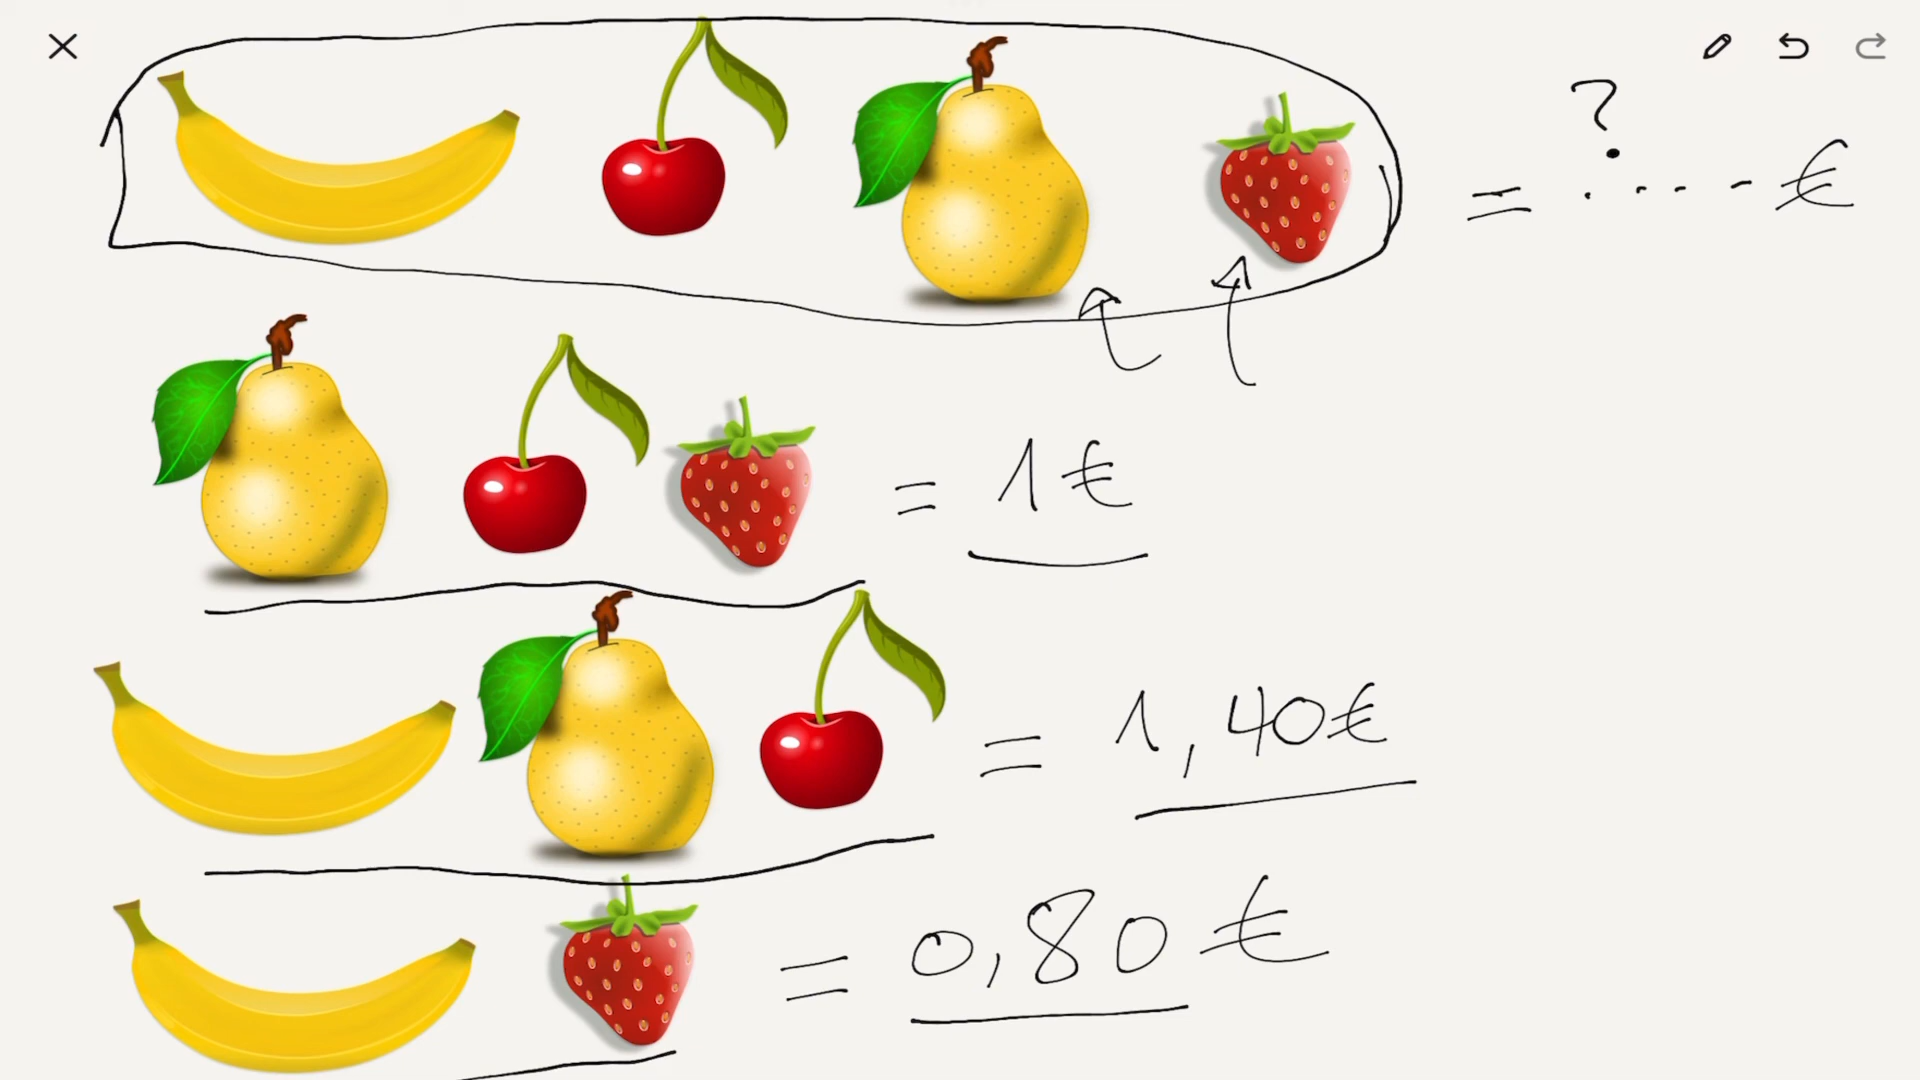 ?
= . - - - €
= 1€
= 1,40€
= 0,80 €